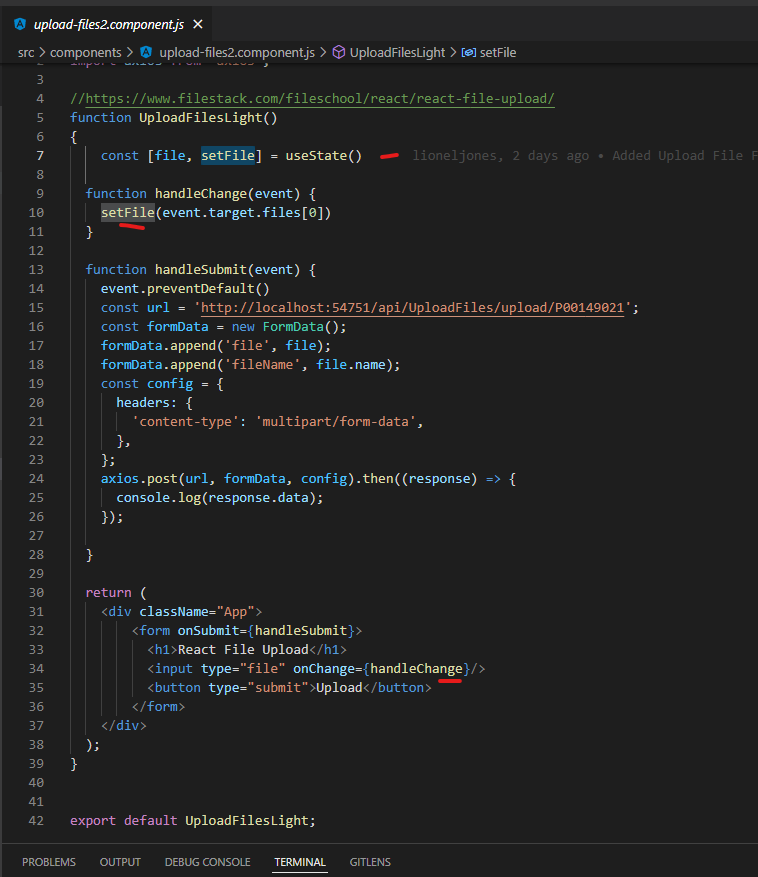 upload-files2.component.js
src > components > upload-files2.component.js > UploadFilesLight > setFile
2 import axios from 'axios';
3
4 //https://www.filestack.com/fileschool/react/react-file-upload/
5 function UploadFilesLight()
6 {
7 const [file, setFile] = useState() lioneljones, 2 days ago • Added Upload File F
8
9 function handleChange(event) {
10 setFile(event.target.files[0])
11 }
12
13 function handleSubmit(event) {
14 event.preventDefault()
15 const url = 'http://localhost:54751/api/UploadFiles/upload/P00149021';
16 const formData = new FormData();
17 formData.append('file', file);
18 formData.append('fileName', file.name);
19 const config = {
20 headers: {
21 'content-type': 'multipart/form-data',
22 },
23 };
24 axios.post(url, formData, config).then((response) => {
25 console.log(response.data);
26 });
27
28 }
29
30 return (
31 <div className="App">
32 <form onSubmit={handleSubmit}>
33 <h1>React File Upload</h1>
34 <input type="file" onChange={handleChange}/>
35 <button type="submit">Upload</button>
36 </form>
37 </div>
38 );
39 }
40
41
42 export default UploadFilesLight;
PROBLEMS OUTPUT DEBUG CONSOLE TERMINAL GITLENS